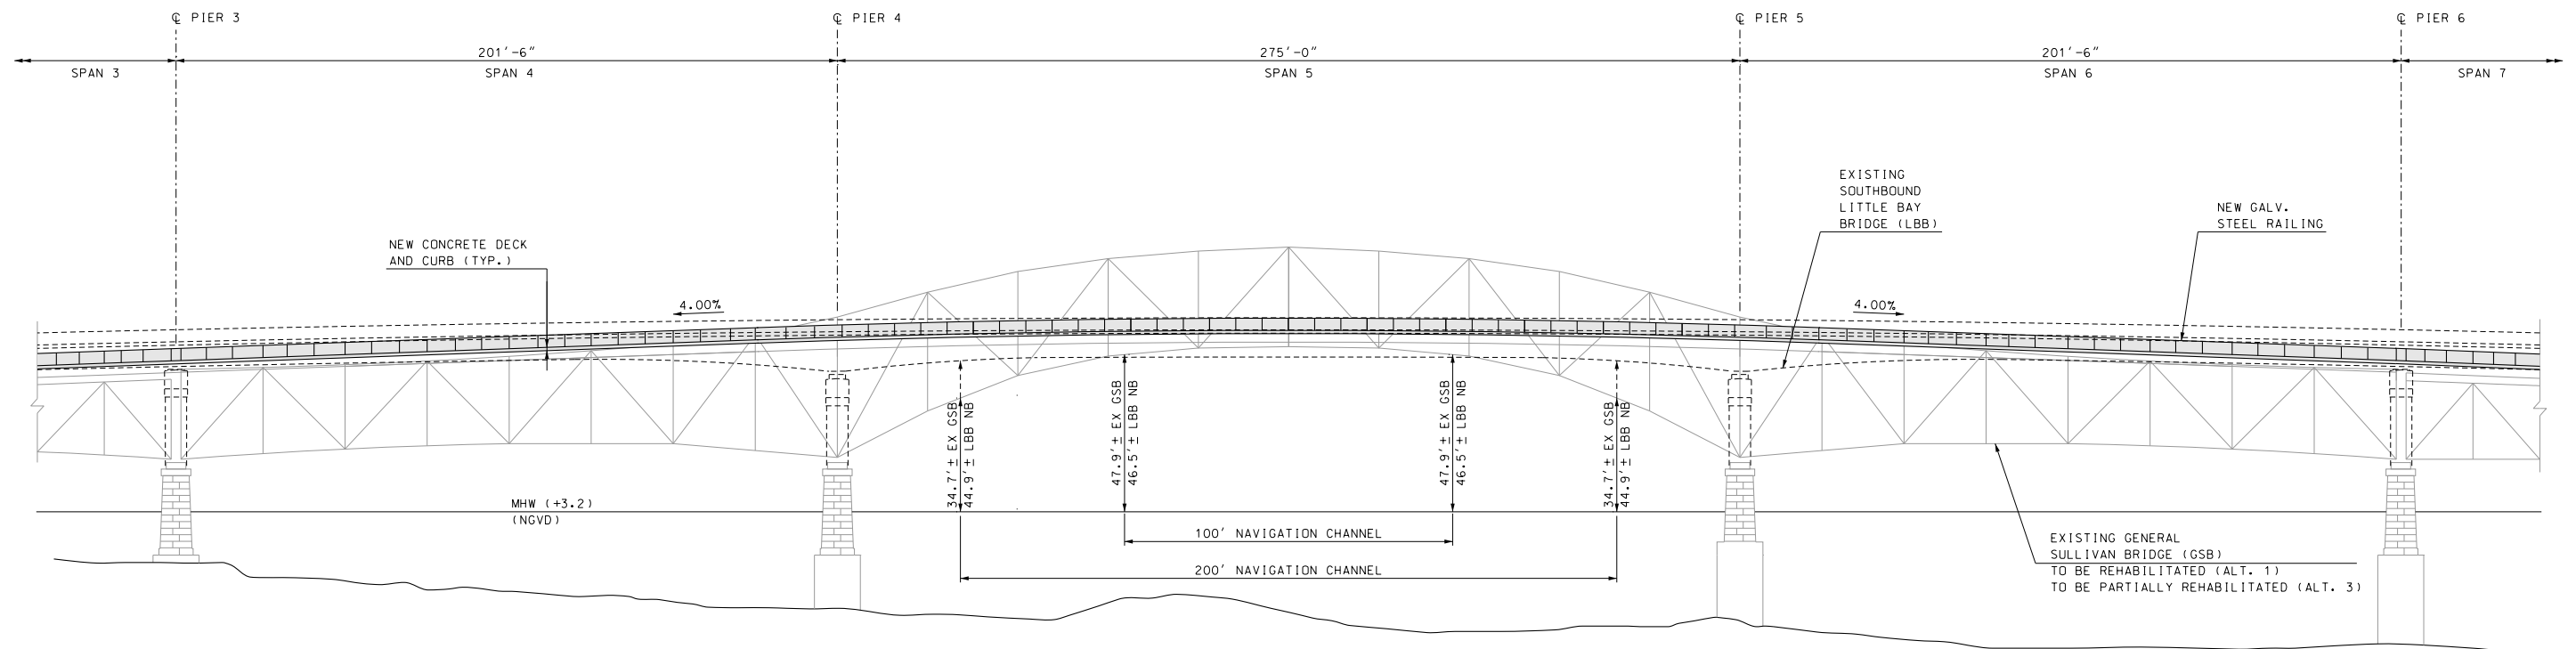 ℄ PIER 3
℄ PIER 4
℄ PIER 5
℄ PIER 6
201'-6"
275'-0"
201'-6"
SPAN 3
SPAN 4
SPAN 5
SPAN 6
SPAN 7
EXISTING
SOUTHBOUND
LITTLE BAY
BRIDGE (LBB)
NEW GALV.
STEEL RAILING
NEW CONCRETE DECK
AND CURB (TYP.)
4.00%
4.00%
34.7'± EX GSB
44.9'± LBB NB
47.9'± EX GSB
46.5'± LBB NB
47.9'± EX GSB
46.5'± LBB NB
34.7'± EX GSB
44.9'± LBB NB
MHW (+3.2)
(NGVD)
100' NAVIGATION CHANNEL
200' NAVIGATION CHANNEL
EXISTING GENERAL
SULLIVAN BRIDGE (GSB)
TO BE REHABILITATED (ALT. 1)
TO BE PARTIALLY REHABILITATED (ALT. 3)